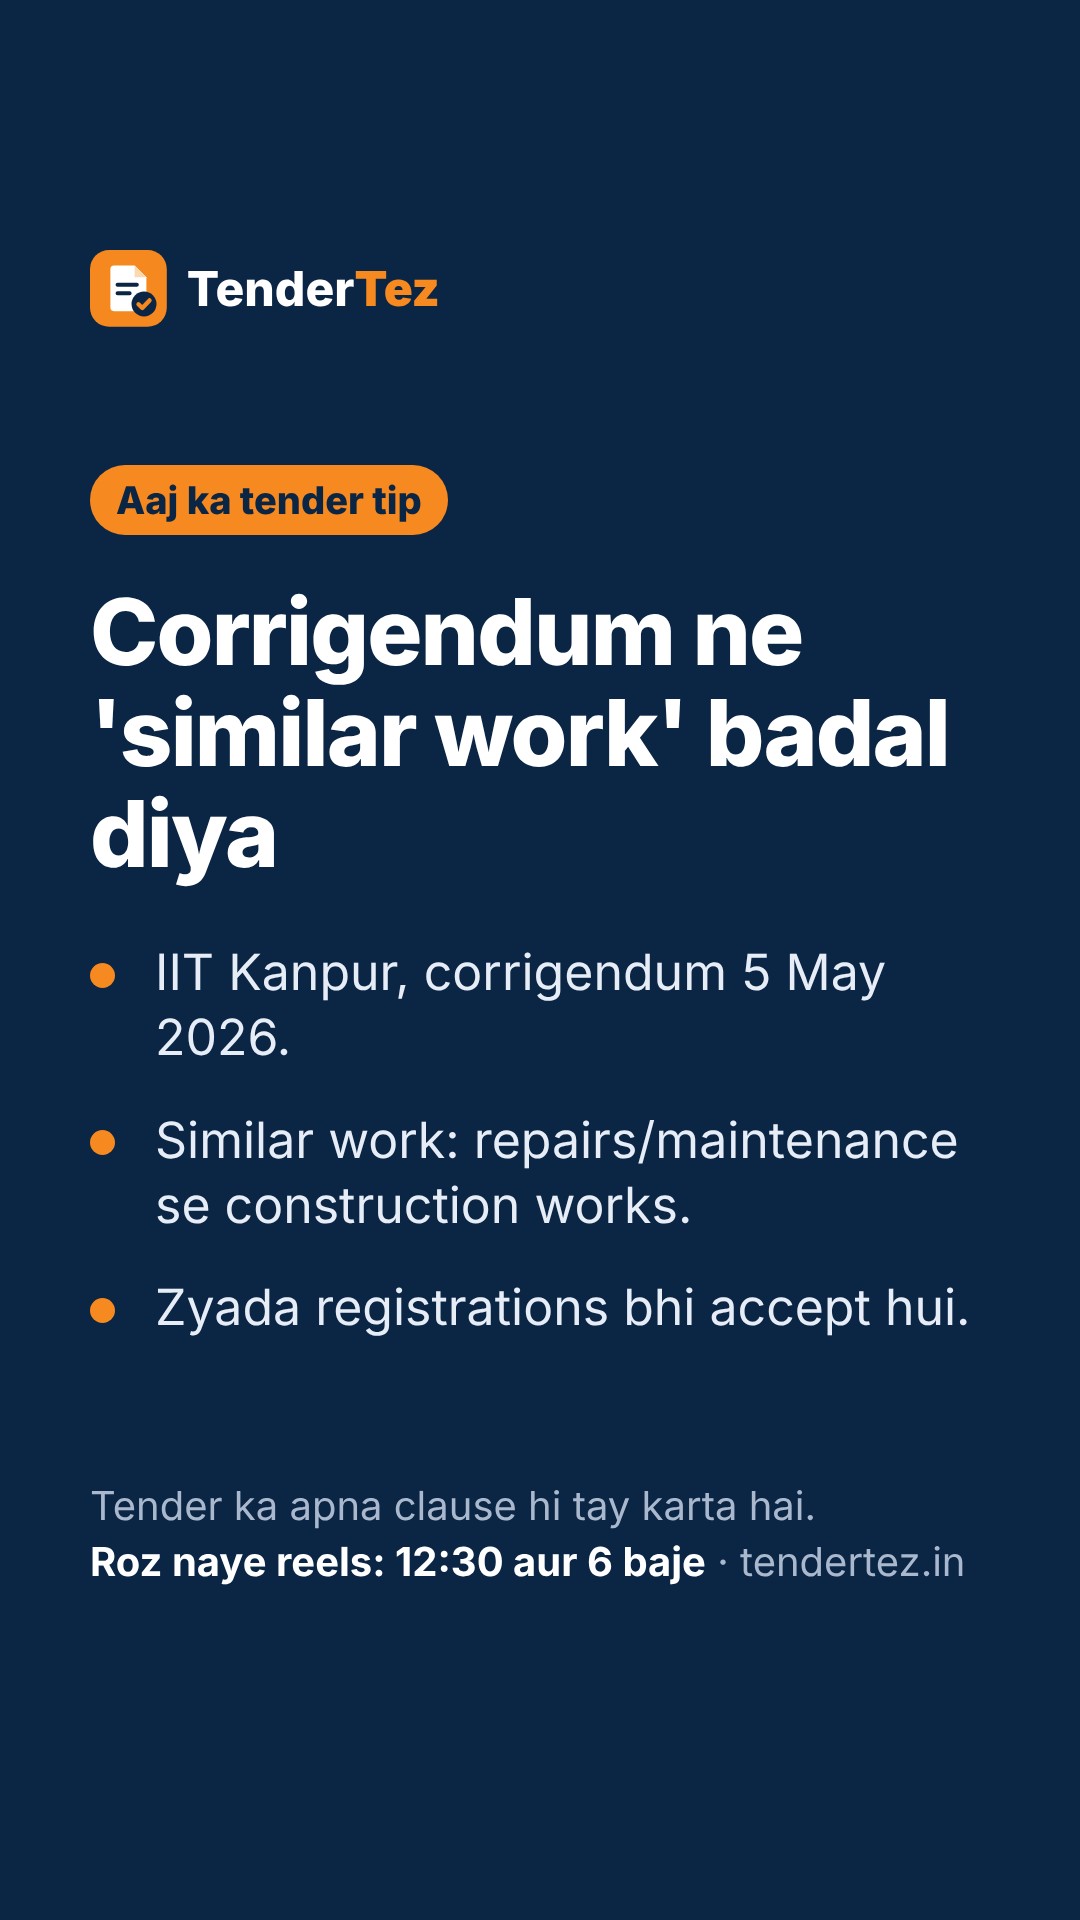 TenderTez
Aaj ka tender tip
Corrigendum ne
'similar work' badal
diya
IIT Kanpur, corrigendum 5 May
2026.
Similar work: repairs/maintenance
se construction works.
Zyada registrations bhi accept hui.
Tender ka apna clause hi tay karta hai.
Roz naye reels: 12:30 aur 6 baje · tendertez.in